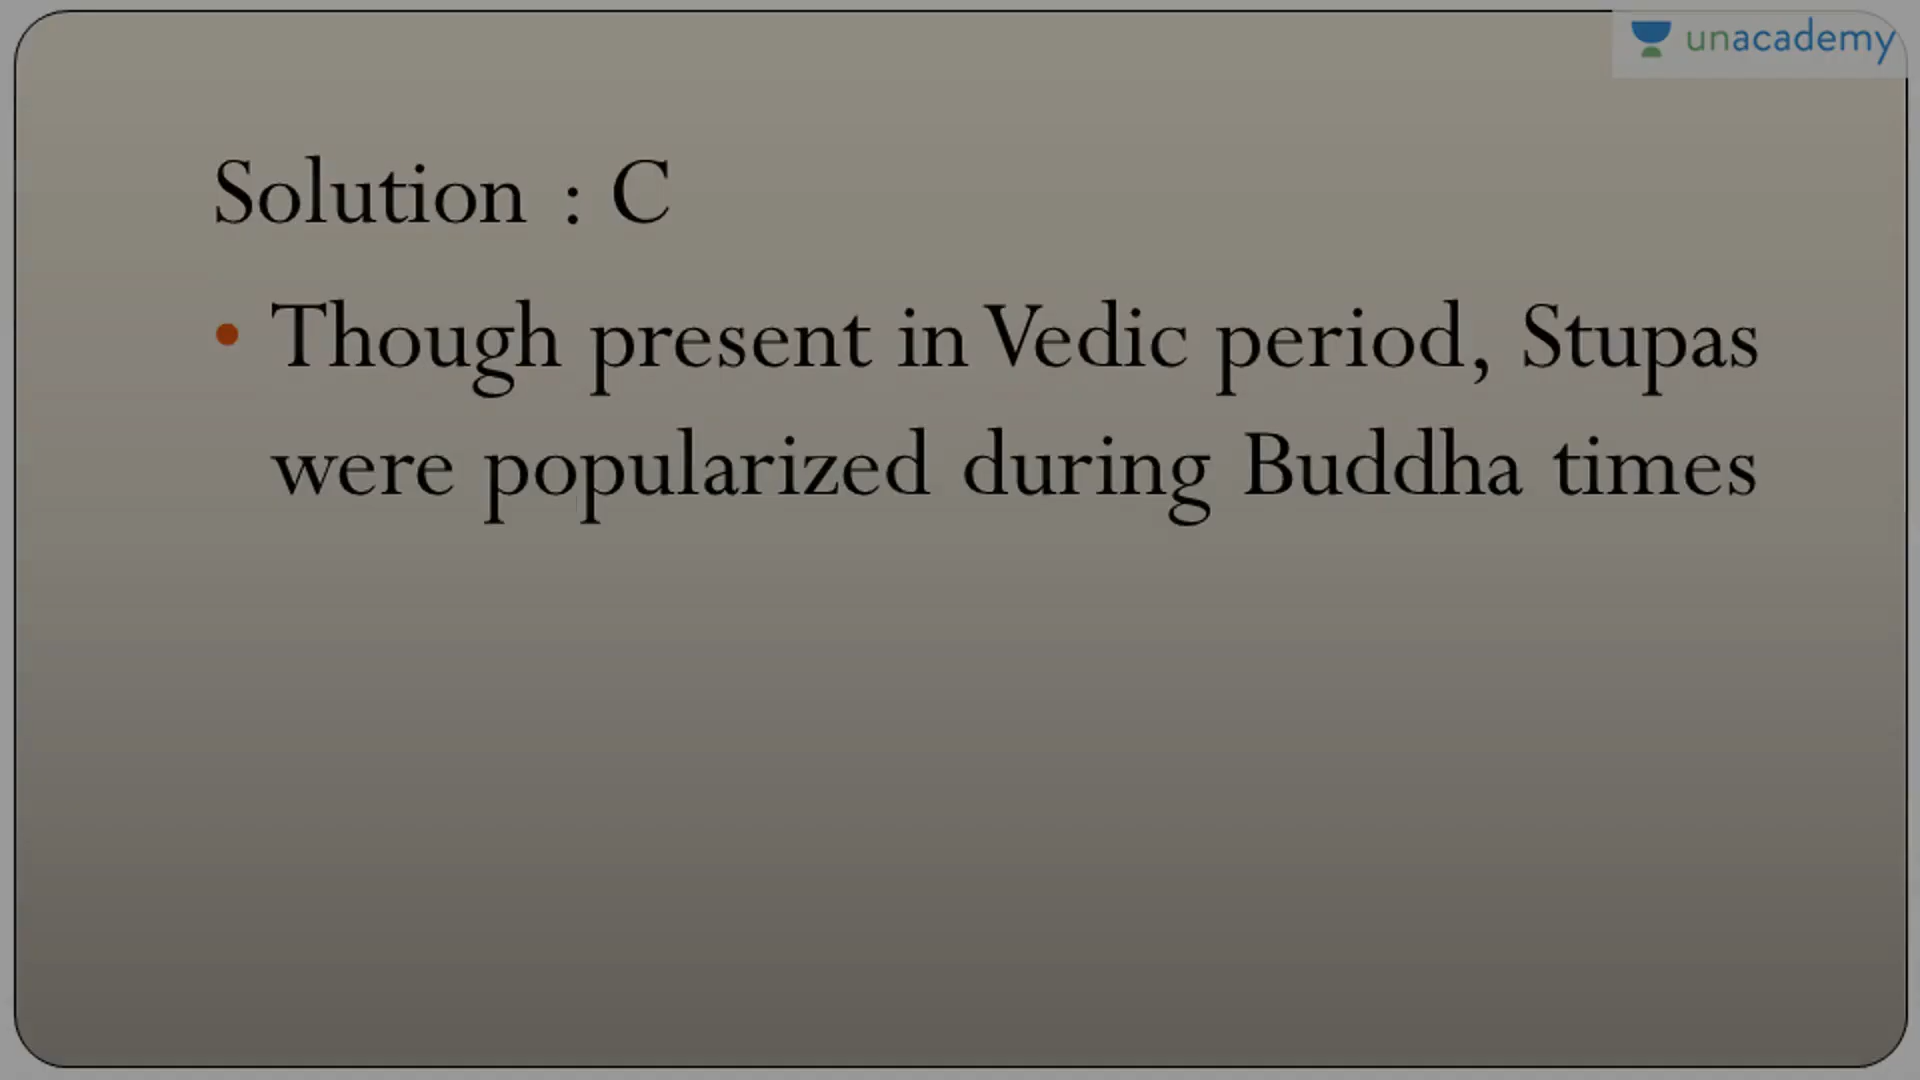 unacademy
Solution : C
• Though present in Vedic period, Stupas
were popularized during Buddha times